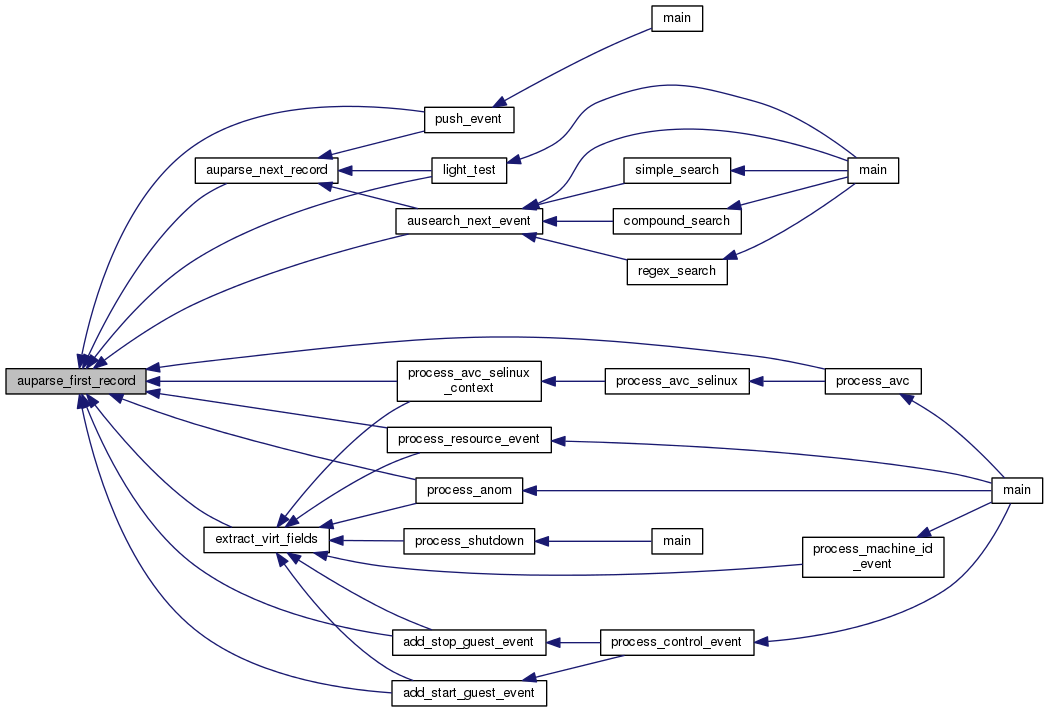 main
push_event
auparse_next_record
light_test
simple_search
main
ausearch_next_event
compound_search
regex_search
auparse_first_record
process_avc_selinux
_context
process_avc_selinux
process_avc
process_resource_event
process_anom
main
extract_virt_fields
process_shutdown
main
process_machine_id
_event
add_stop_guest_event
process_control_event
add_start_guest_event